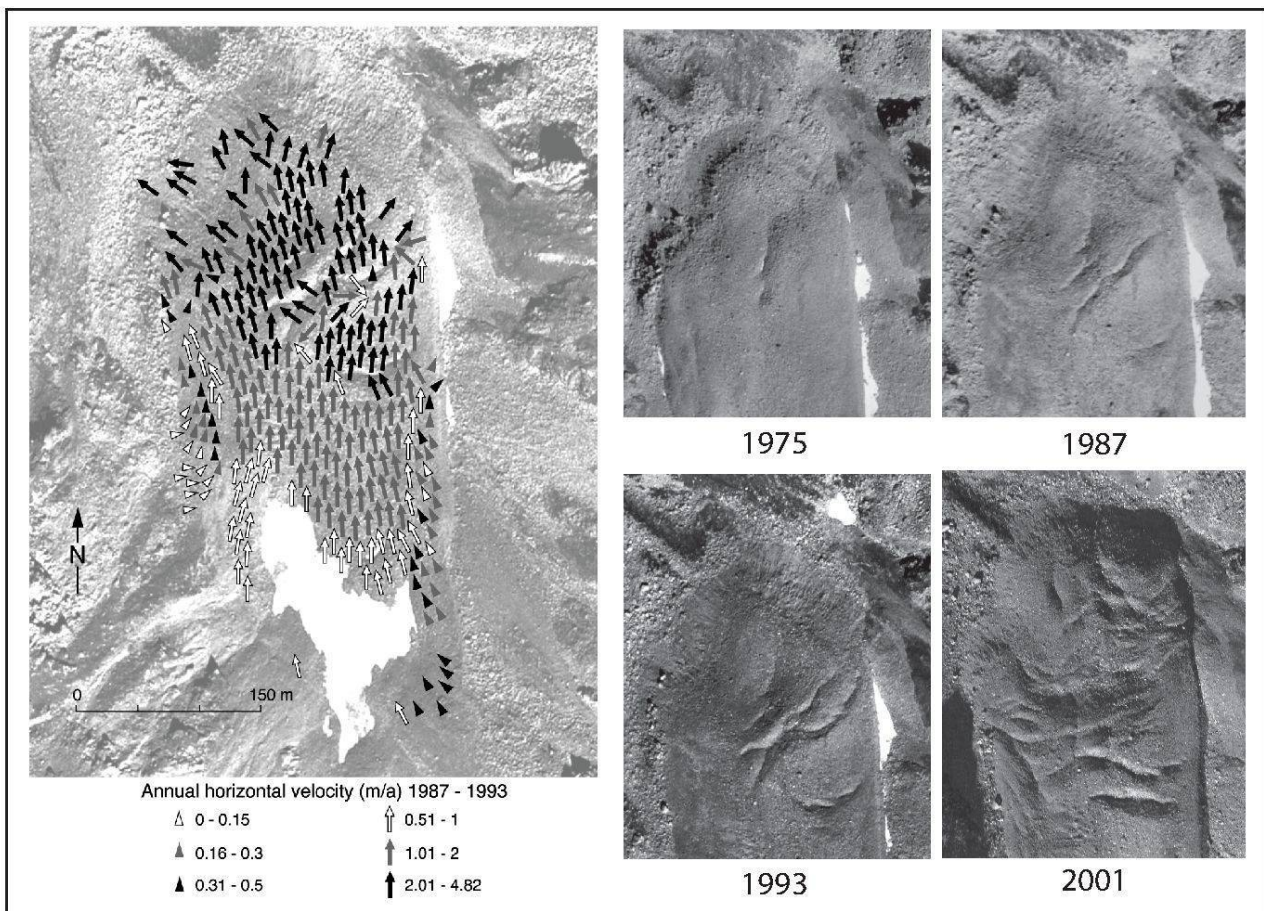 N
0 150 m
Annual horizontal velocity (m/a) 1987 - 1993
0 - 0.15
0.16 - 0.3
0.31 - 0.5
0.51 - 1
1.01 - 2
2.01 - 4.82
1975
1987
1993
2001